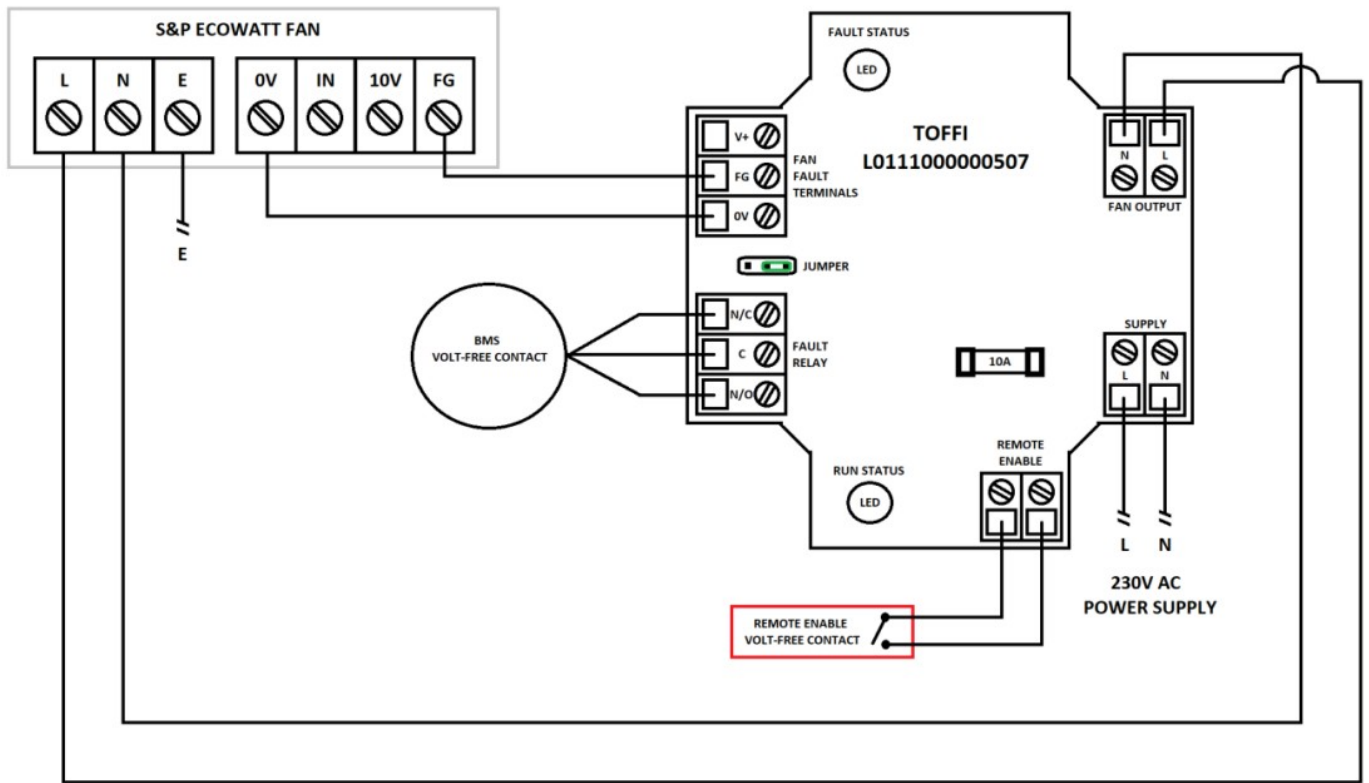 S&P ECOWATT FAN
L N E 0V IN 10V FG
E
FAULT STATUS
LED
TOFFI
L0111000000507
V+
FG
0V
FAN
FAULT
TERMINALS
JUMPER
N L
FAN OUTPUT
BMS
VOLT-FREE CONTACT
N/C
C
N/O
FAULT
RELAY
10A
SUPPLY
L N
RUN STATUS
LED
REMOTE
ENABLE
L N
230V AC
POWER SUPPLY
REMOTE ENABLE
VOLT-FREE CONTACT